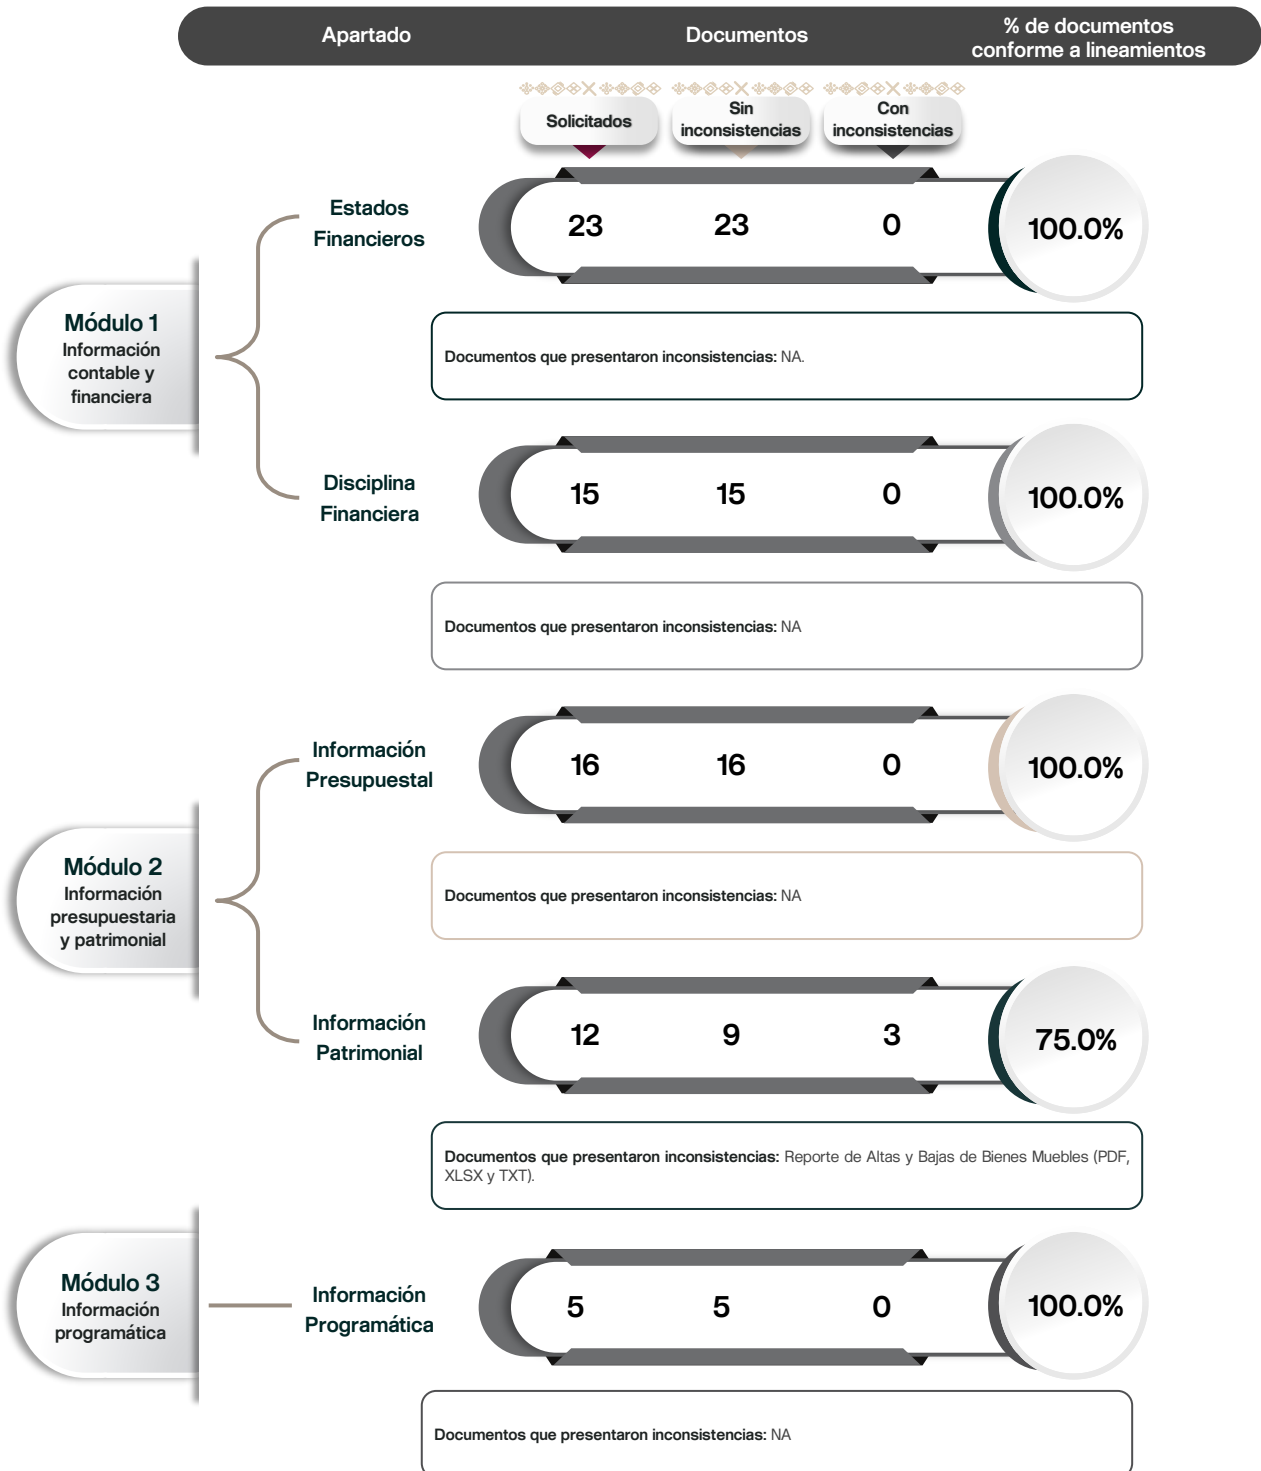 Apartado
Documentos
% de documentos
conforme a lineamientos
Solicitados
Sin
inconsistencias
Con
inconsistencias
Módulo 1
Información
contable y
financiera
Estados
Financieros
23 23 0 100.0%
Documentos que presentaron inconsistencias: NA.
Disciplina
Financiera
15 15 0 100.0%
Documentos que presentaron inconsistencias: NA
Módulo 2
Información
presupuestaria
y patrimonial
Información
Presupuestal
16 16 0 100.0%
Documentos que presentaron inconsistencias: NA
Información
Patrimonial
12 9 3 75.0%
Documentos que presentaron inconsistencias: Reporte de Altas y Bajas de Bienes Muebles (PDF,
XLSX y TXT).
Módulo 3
Información
programática
Información
Programática
5 5 0 100.0%
Documentos que presentaron inconsistencias: NA